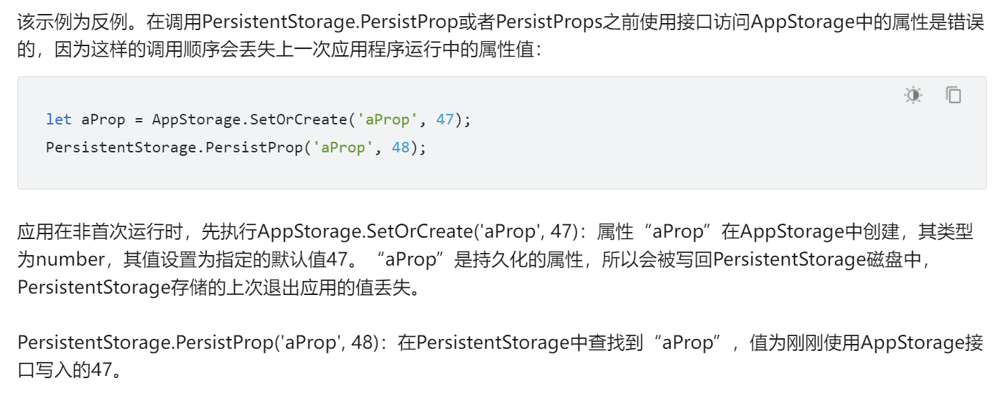 该示例为反例。在调用PersistentStorage.PersistProp或者PersistProps之前使用接口访问AppStorage中的属性是错误
的，因为这样的调用顺序会丢失上一次应用程序运行中的属性值：
let aProp = AppStorage.SetOrCreate('aProp', 47);
PersistentStorage.PersistProp('aProp', 48);
应用在非首次运行时，先执行AppStorage.SetOrCreate('aProp', 47)：属性“aProp”在AppStorage中创建，其类型
为number，其值设置为指定的默认值47。“aProp”是持久化的属性，所以会被写回PersistentStorage磁盘中，
PersistentStorage存储的上次退出应用的值丢失。
PersistentStorage.PersistProp('aProp', 48)：在PersistentStorage中查找到“aProp”，值为刚刚使用AppStorage接
口写入的47。